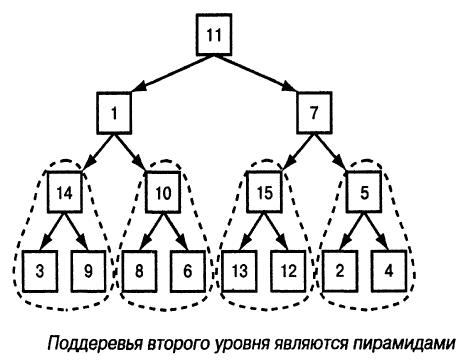 11
1 7
14 10 15 5
3 9 8 6 13 12 2 4
Поддеревья второго уровня являются пирамидами